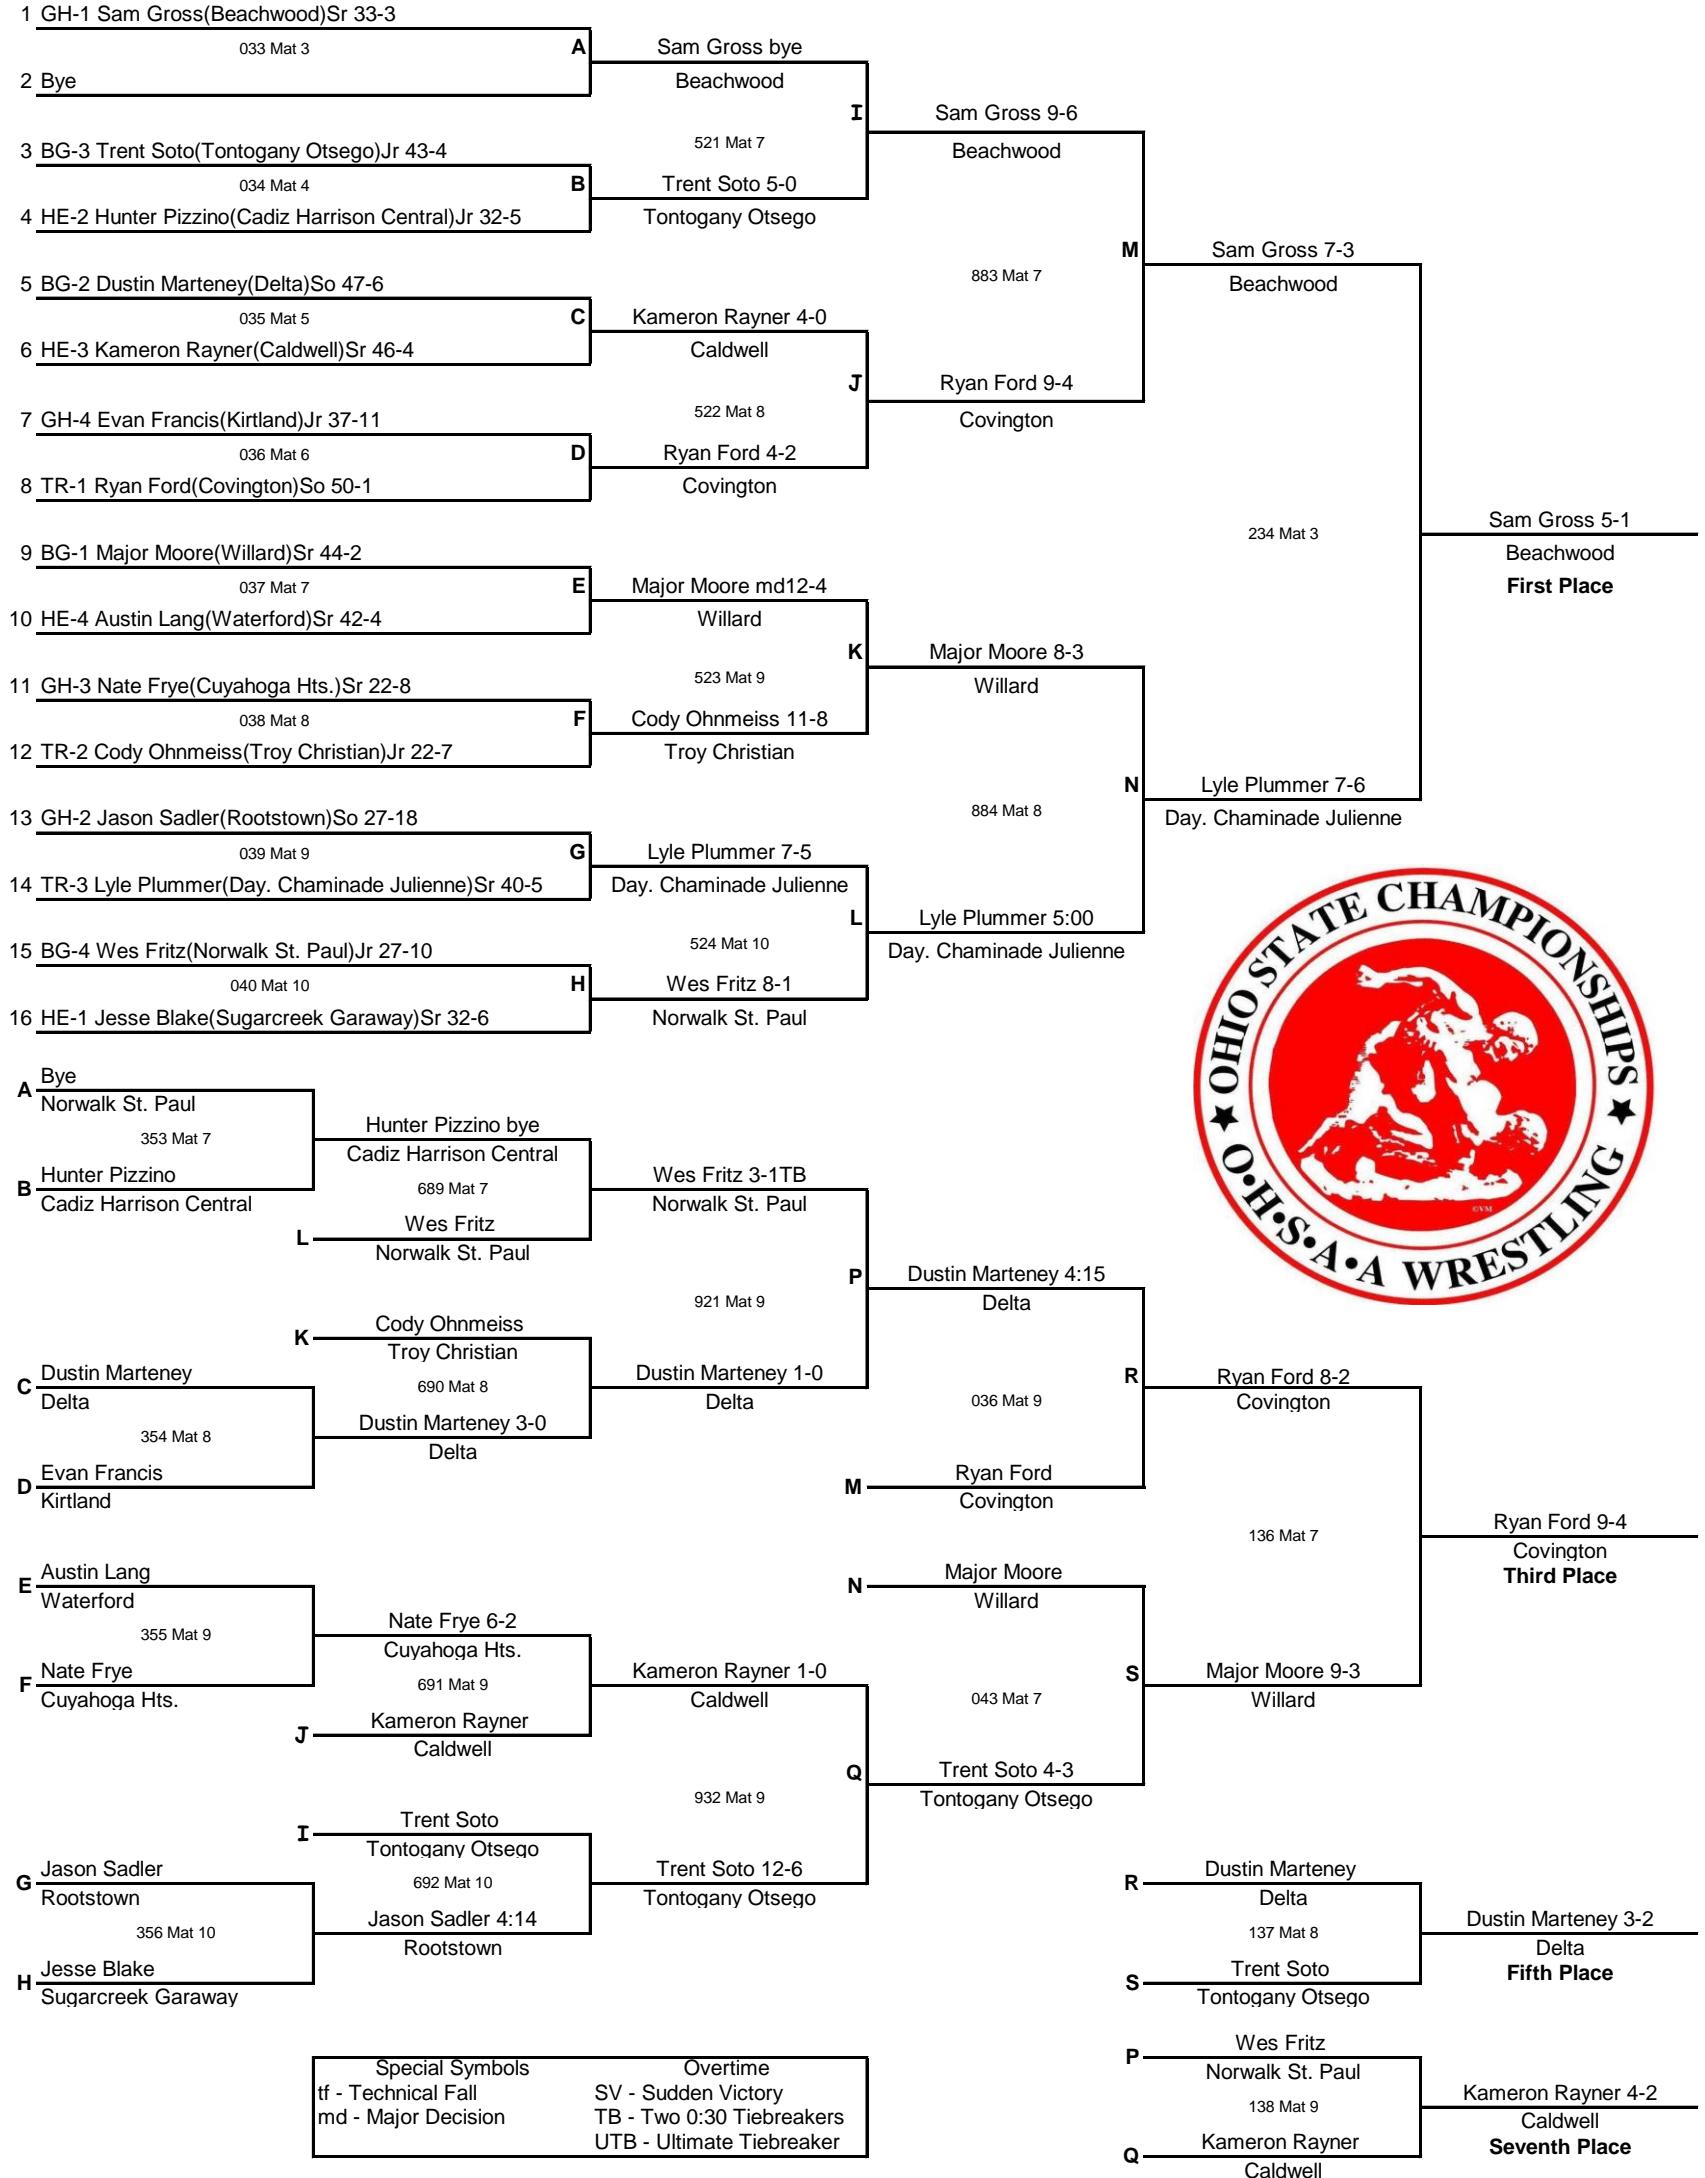 1 GH-1 Sam Gross(Beachwood)Sr 33-3
033 Mat 3
A
2 Bye
Sam Gross bye
Beachwood
I
521 Mat 7
3 BG-3 Trent Soto(Tontogany Otsego)Jr 43-4
034 Mat 4
B
4 HE-2 Hunter Pizzino(Cadiz Harrison Central)Jr 32-5
Trent Soto 5-0
Tontogany Otsego
Sam Gross 9-6
Beachwood
M
883 Mat 7
5 BG-2 Dustin Marteney(Delta)So 47-6
035 Mat 5
C
6 HE-3 Kameron Rayner(Caldwell)Sr 46-4
Kameron Rayner 4-0
Caldwell
J
522 Mat 8
7 GH-4 Evan Francis(Kirtland)Jr 37-11
036 Mat 6
D
8 TR-1 Ryan Ford(Covington)So 50-1
Ryan Ford 4-2
Covington
Ryan Ford 9-4
Covington
Sam Gross 7-3
Beachwood
234 Mat 3
Sam Gross 5-1
Beachwood
First Place
9 BG-1 Major Moore(Willard)Sr 44-2
037 Mat 7
E
10 HE-4 Austin Lang(Waterford)Sr 42-4
Major Moore md12-4
Willard
K
523 Mat 9
11 GH-3 Nate Frye(Cuyahoga Hts.)Sr 22-8
038 Mat 8
F
12 TR-2 Cody Ohnmeiss(Troy Christian)Jr 22-7
Cody Ohnmeiss 11-8
Troy Christian
Major Moore 8-3
Willard
N
884 Mat 8
13 GH-2 Jason Sadler(Rootstown)So 27-18
039 Mat 9
G
14 TR-3 Lyle Plummer(Day. Chaminade Julienne)Sr 40-5
Lyle Plummer 7-5
Day. Chaminade Julienne
L
524 Mat 10
15 BG-4 Wes Fritz(Norwalk St. Paul)Jr 27-10
040 Mat 10
H
16 HE-1 Jesse Blake(Sugarcreek Garaway)Sr 32-6
Wes Fritz 8-1
Norwalk St. Paul
Lyle Plummer 5:00
Day. Chaminade Julienne
Lyle Plummer 7-6
Day. Chaminade Julienne
★ OHIO STATE CHAMPIONSHIPS ★
O•H•S•A•A WRESTLING
©VM
A
Bye
Norwalk St. Paul
353 Mat 7
B
Hunter Pizzino
Cadiz Harrison Central
Hunter Pizzino bye
Cadiz Harrison Central
689 Mat 7
L
Wes Fritz
Norwalk St. Paul
Wes Fritz 3-1TB
Norwalk St. Paul
P
921 Mat 9
K
Cody Ohnmeiss
Troy Christian
690 Mat 8
C
Dustin Marteney
Delta
354 Mat 8
D
Evan Francis
Kirtland
Dustin Marteney 3-0
Delta
Dustin Marteney 1-0
Delta
Dustin Marteney 4:15
Delta
R
036 Mat 9
M
Ryan Ford
Covington
Ryan Ford 8-2
Covington
136 Mat 7
Ryan Ford 9-4
Covington
Third Place
E
Austin Lang
Waterford
355 Mat 9
F
Nate Frye
Cuyahoga Hts.
Nate Frye 6-2
Cuyahoga Hts.
691 Mat 9
J
Kameron Rayner
Caldwell
Kameron Rayner 1-0
Caldwell
Q
932 Mat 9
I
Trent Soto
Tontogany Otsego
692 Mat 10
G
Jason Sadler
Rootstown
356 Mat 10
H
Jesse Blake
Sugarcreek Garaway
Jason Sadler 4:14
Rootstown
Trent Soto 12-6
Tontogany Otsego
N
Major Moore
Willard
S
043 Mat 7
Trent Soto 4-3
Tontogany Otsego
Major Moore 9-3
Willard
R
Dustin Marteney
Delta
137 Mat 8
S
Trent Soto
Tontogany Otsego
Dustin Marteney 3-2
Delta
Fifth Place
P
Wes Fritz
Norwalk St. Paul
138 Mat 9
Q
Kameron Rayner
Caldwell
Kameron Rayner 4-2
Caldwell
Seventh Place
Special Symbols
tf - Technical Fall
md - Major Decision
Overtime
SV - Sudden Victory
TB - Two 0:30 Tiebreakers
UTB - Ultimate Tiebreaker